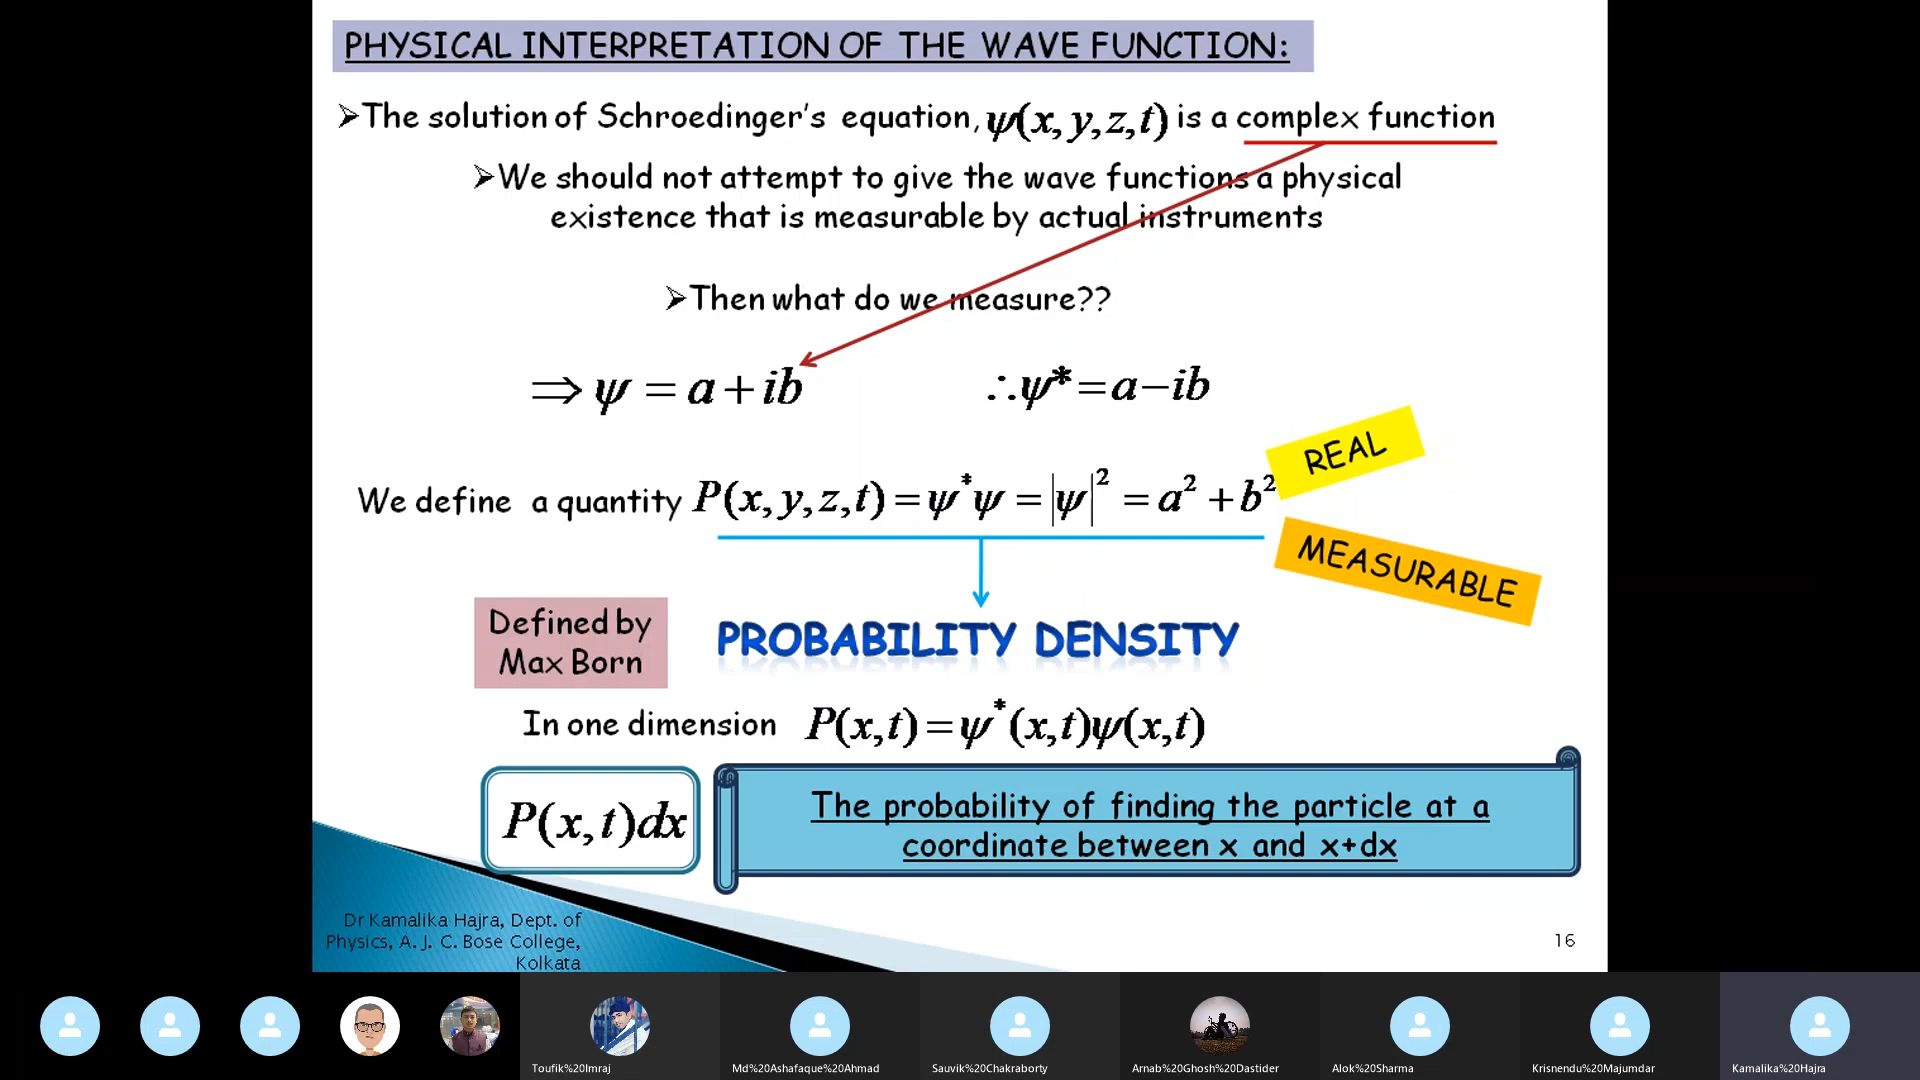 PHYSICAL INTERPRETATION OF THE WAVE FUNCTION:
➢The solution of Schroedinger's equation, ψ(x, y, z, t) is a complex function
➢We should not attempt to give the wave functions a physical
existence that is measurable by actual instruments
➢Then what do we measure??
⇒ ψ = a + ib ∴ψ* = a − ib
REAL
We define a quantity P(x, y, z, t) = ψ*ψ = |ψ|² = a² + b²
MEASURABLE
Defined by
Max Born
PROBABILITY DENSITY
In one dimension P(x,t) = ψ*(x,t)ψ(x,t)
P(x,t)dx
The probability of finding the particle at a
coordinate between x and x+dx
Dr Kamalika Hajra, Dept. of
Physics, A. J. C. Bose College,
Kolkata
16
Toufik%20Imraj
Md%20Ashafaque%20Ahmad
Sauvik%20Chakraborty
Arnab%20Ghosh%20Dastider
Alok%20Sharma
Krisnendu%20Majumdar
Kamalika%20Hajra